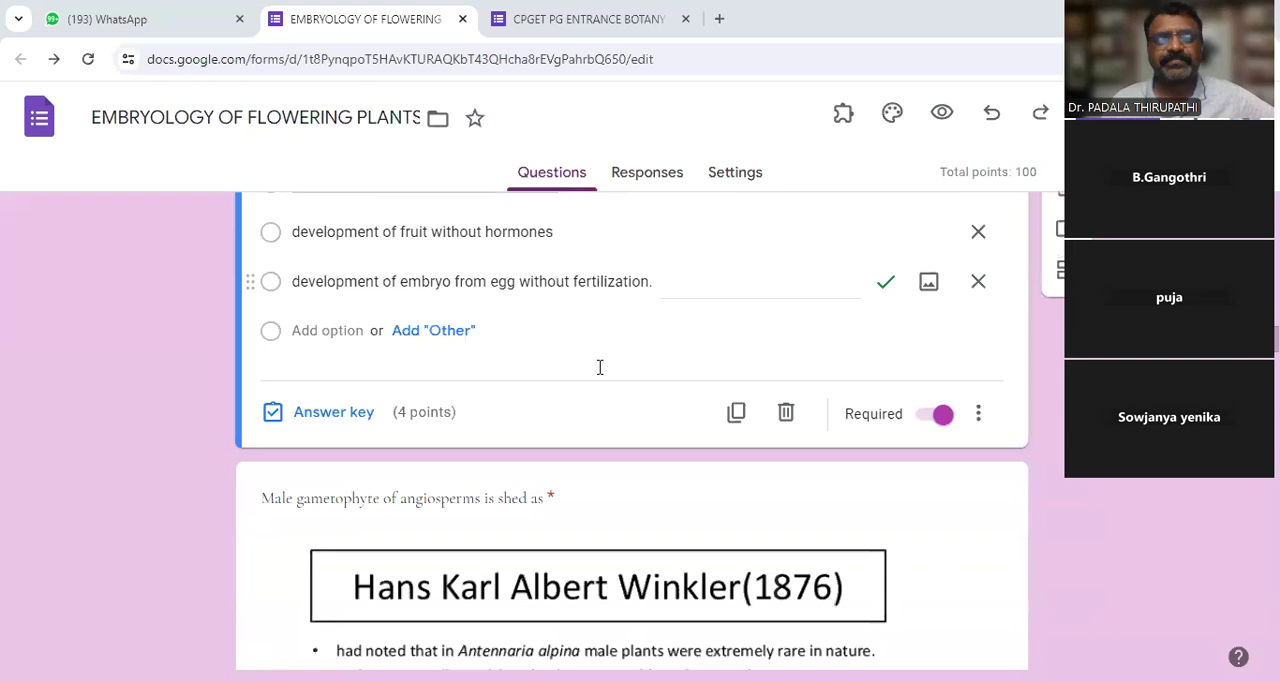 (193) WhatsApp
EMBRYOLOGY OF FLOWERING
CPGET PG ENTRANCE BOTANY
docs.google.com/forms/d/1t8PynqpoT5HAvKTURAQKbT43QHcha8rEVgPahrbQ650/edit
EMBRYOLOGY OF FLOWERING PLANTS
Questions
Responses
Settings
Total points: 100
development of fruit without hormones
development of embryo from egg without fertilization.
Add option or Add "Other"
Answer key (4 points)
Required
Male gametophyte of angiosperms is shed as *
Hans Karl Albert Winkler(1876)
• had noted that in Antennaria alpina male plants were extremely rare in nature.
Dr. PADALA THIRUPATHI
B.Gangothri
puja
Sowjanya yenika